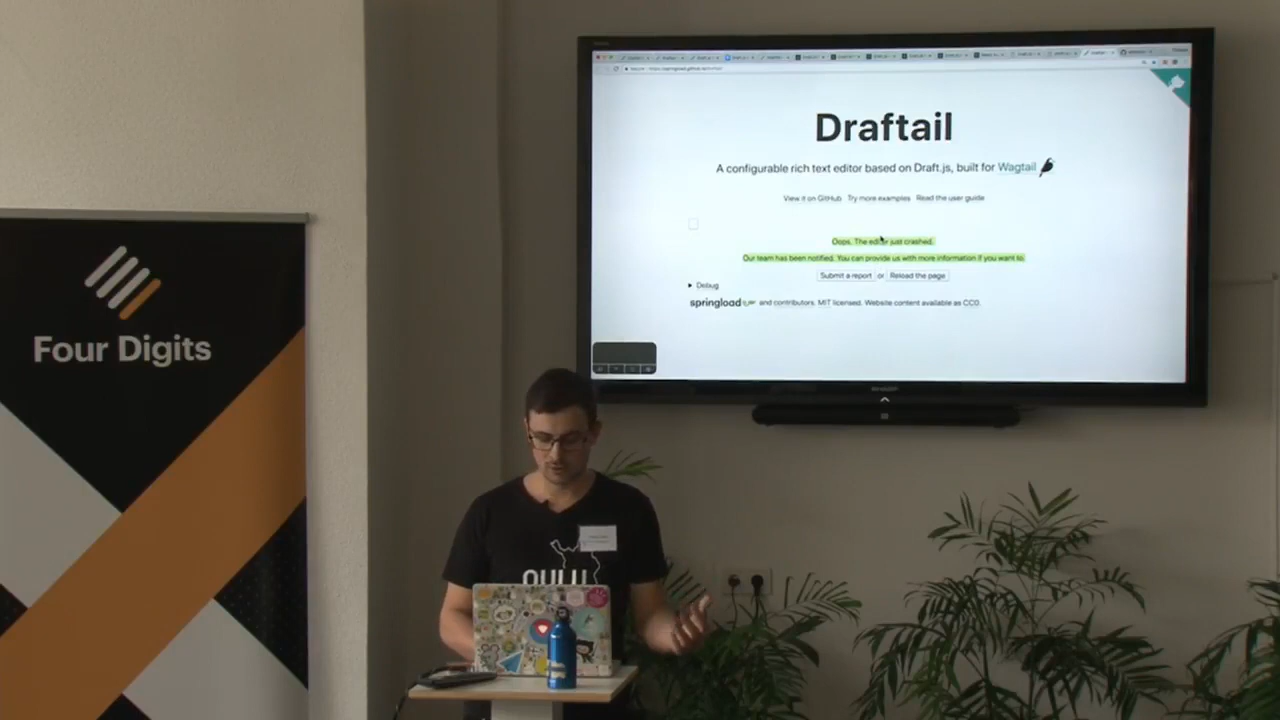 Draftail
A configurable rich text editor based on Draft.js, built for Wagtail
View it on GitHub Try more examples Read the user guide
Oops. The editor just crashed.
Our team has been notified. You can provide us with more information if you want to.
Submit a report or Reload the page
Debug
springload and contributors. MIT licensed. Website content available as CC0.
SHARP
Four Digits
OULU